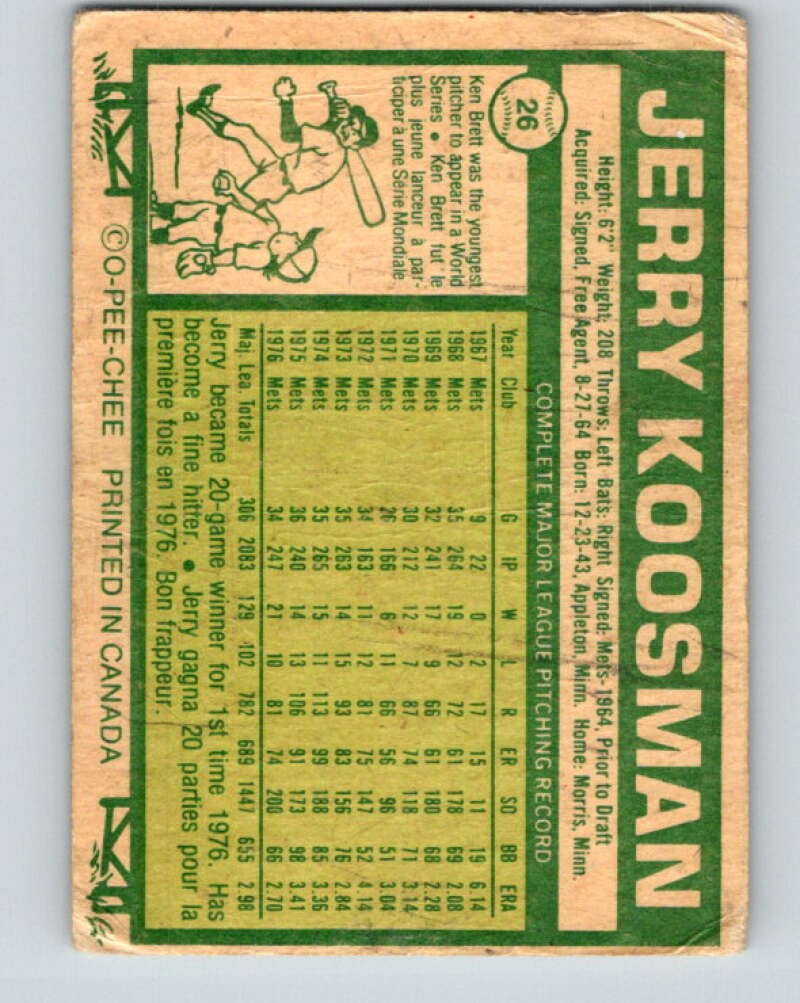 JERRY KOOSMAN
Height: 6'2" Weight: 208 Throws: Left Bats: Right Signed: Mets-1964, Prior to Draft
Acquired: Signed, Free Agent, 8-27-64 Born: 12-23-43, Appleton, Minn. Home: Morris, Minn.
26
Ken Brett was the youngest
pitcher to appear in a World
Series • Ken Brett fut le
plus jeune lanceur à par-
ticiper à une Série Mondiale
COMPLETE MAJOR LEAGUE PITCHING RECORD
Year Club G IP W L R ER SO BB ERA
1967 Mets 9 22 0 2 17 15 11 19 6.14
1968 Mets 35 264 19 12 72 61 178 69 2.08
1969 Mets 32 241 17 9 66 61 180 68 2.28
1970 Mets 30 212 12 7 87 74 118 71 3.14
1971 Mets 26 166 6 11 66 56 96 51 3.04
1972 Mets 34 163 11 12 81 75 147 52 4.14
1973 Mets 35 263 14 15 93 83 156 76 2.84
1974 Mets 35 265 15 11 113 99 188 85 3.36
1975 Mets 36 240 14 13 106 91 173 98 3.41
1976 Mets 34 247 21 10 81 74 200 66 2.70
Maj Lea Totals 306 2083 129 102 782 689 1447 655 2.98
Jerry became 20-game winner for 1st time 1976. Has
become a fine hitter. • Jerry gagna 20 parties pour la
première fois en 1976. Bon frappeur.
©O-PEE-CHEE PRINTED IN CANADA